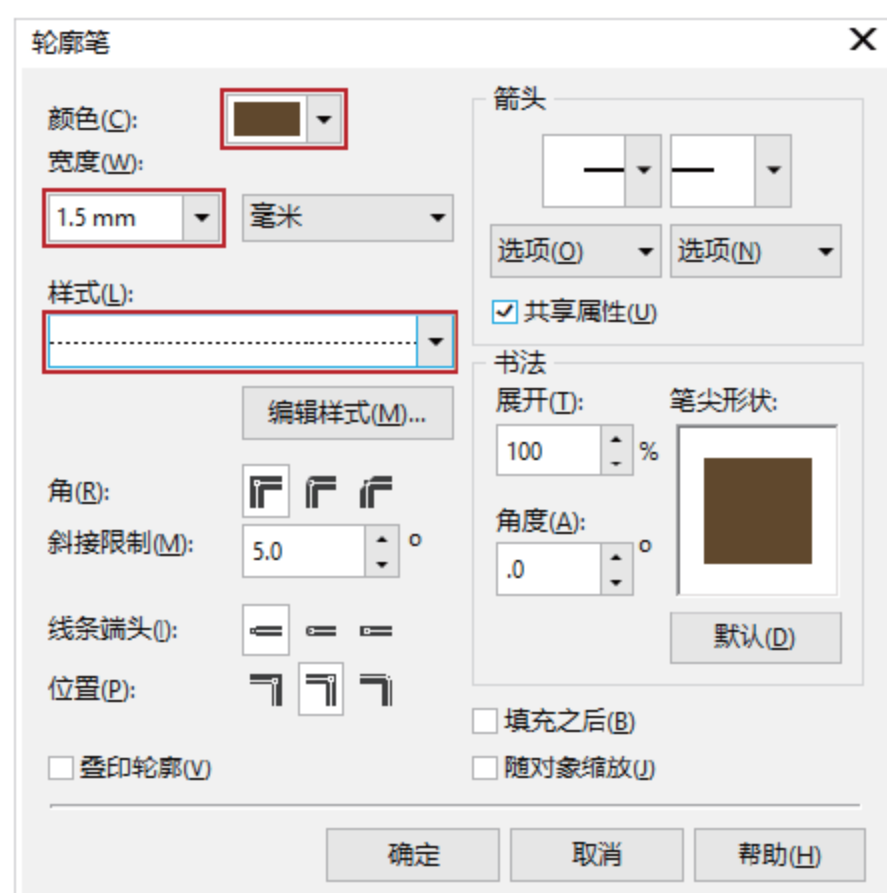 轮廓笔
颜色(C):
宽度(W):
1.5 mm
毫米
样式(L):
编辑样式(M)...
角(R):
斜接限制(M):
5.0
°
线条端头(I):
位置(P):
叠印轮廓(V)
箭头
选项(O)
选项(N)
共享属性(U)
书法
展开(T):
100
%
角度(A):
.0
°
笔尖形状:
默认(D)
填充之后(B)
随对象缩放(J)
确定
取消
帮助(H)